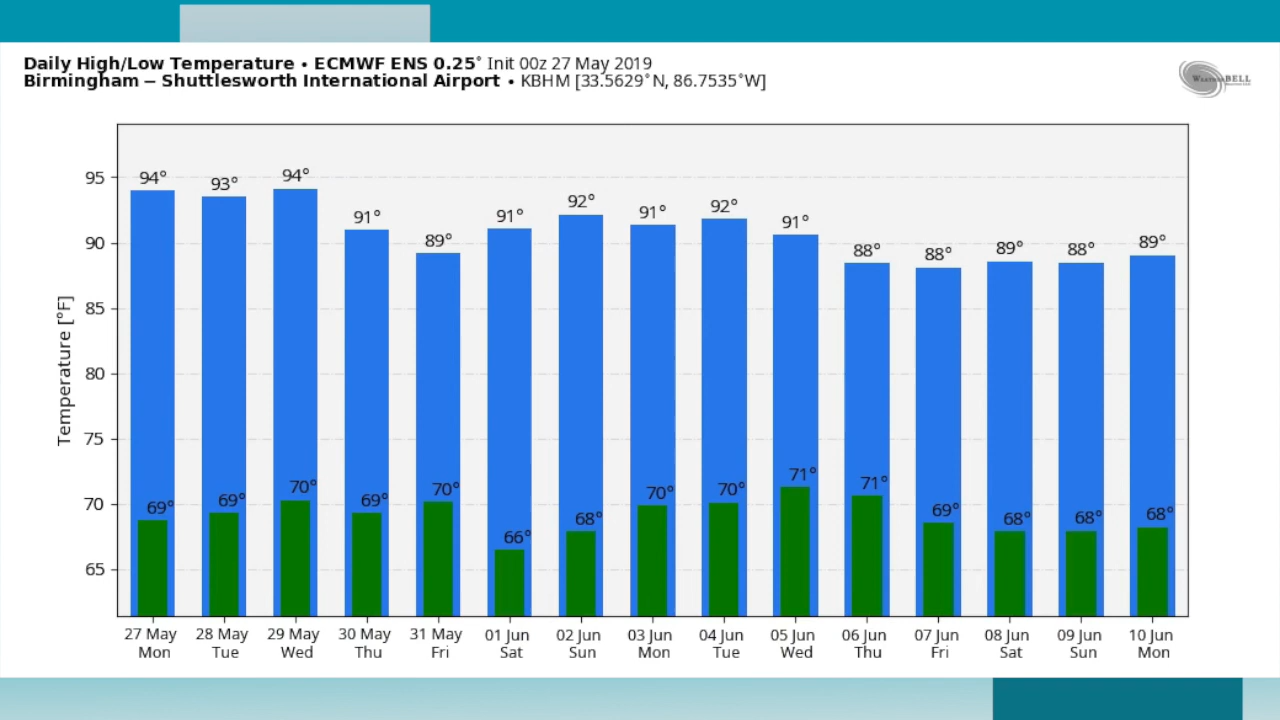 Daily High/Low Temperature • ECMWF ENS 0.25° Init 00z 27 May 2019
Birmingham – Shuttlesworth International Airport • KBHM [33.5629°N, 86.7535°W]
WeatherBELL
Temperature [°F]
95
90
85
80
75
70
65
94° 93° 94° 91° 89° 91° 92° 91° 92° 91° 88° 88° 89° 88° 89°
69° 69° 70° 69° 70° 66° 68° 70° 70° 71° 71° 69° 68° 68° 68°
27 May 28 May 29 May 30 May 31 May 01 Jun 02 Jun 03 Jun 04 Jun 05 Jun 06 Jun 07 Jun 08 Jun 09 Jun 10 Jun
Mon Tue Wed Thu Fri Sat Sun Mon Tue Wed Thu Fri Sat Sun Mon